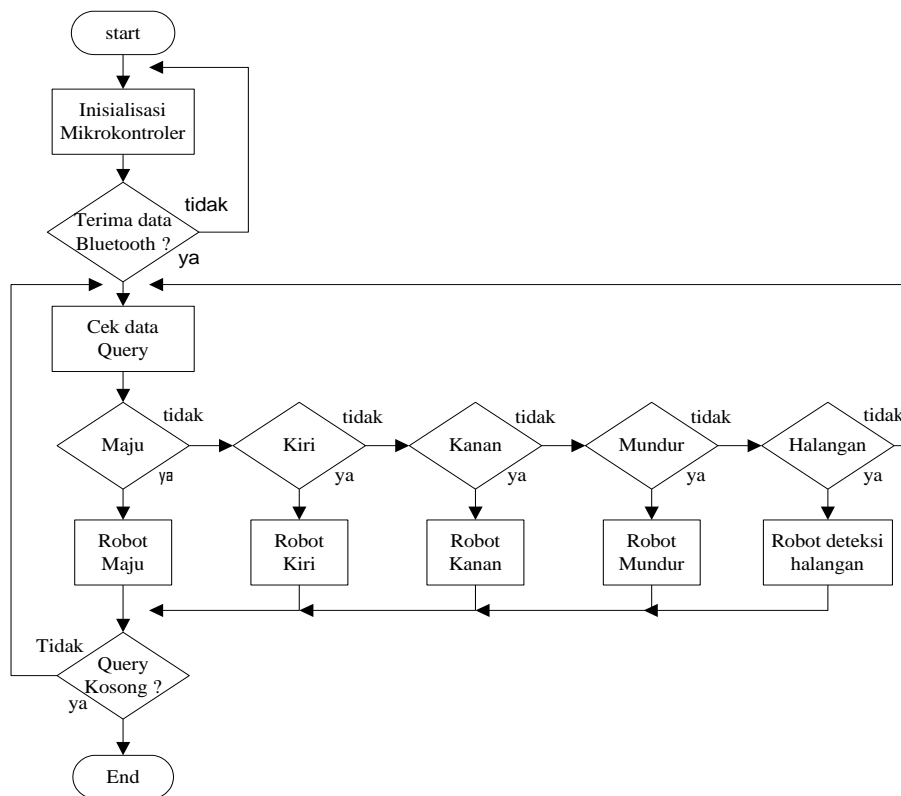 start
Inisialisasi
Mikrokontroler
tidak
Terima data
Bluetooth ?
ya
Cek data
Query
tidak
tidak
tidak
tidak
tidak
Maju
Kiri
Kanan
Mundur
Halangan
ya
ya
ya
ya
ya
Robot
Maju
Robot
Kiri
Robot
Kanan
Robot
Mundur
Robot deteksi
halangan
Tidak
Query
Kosong ?
ya
End